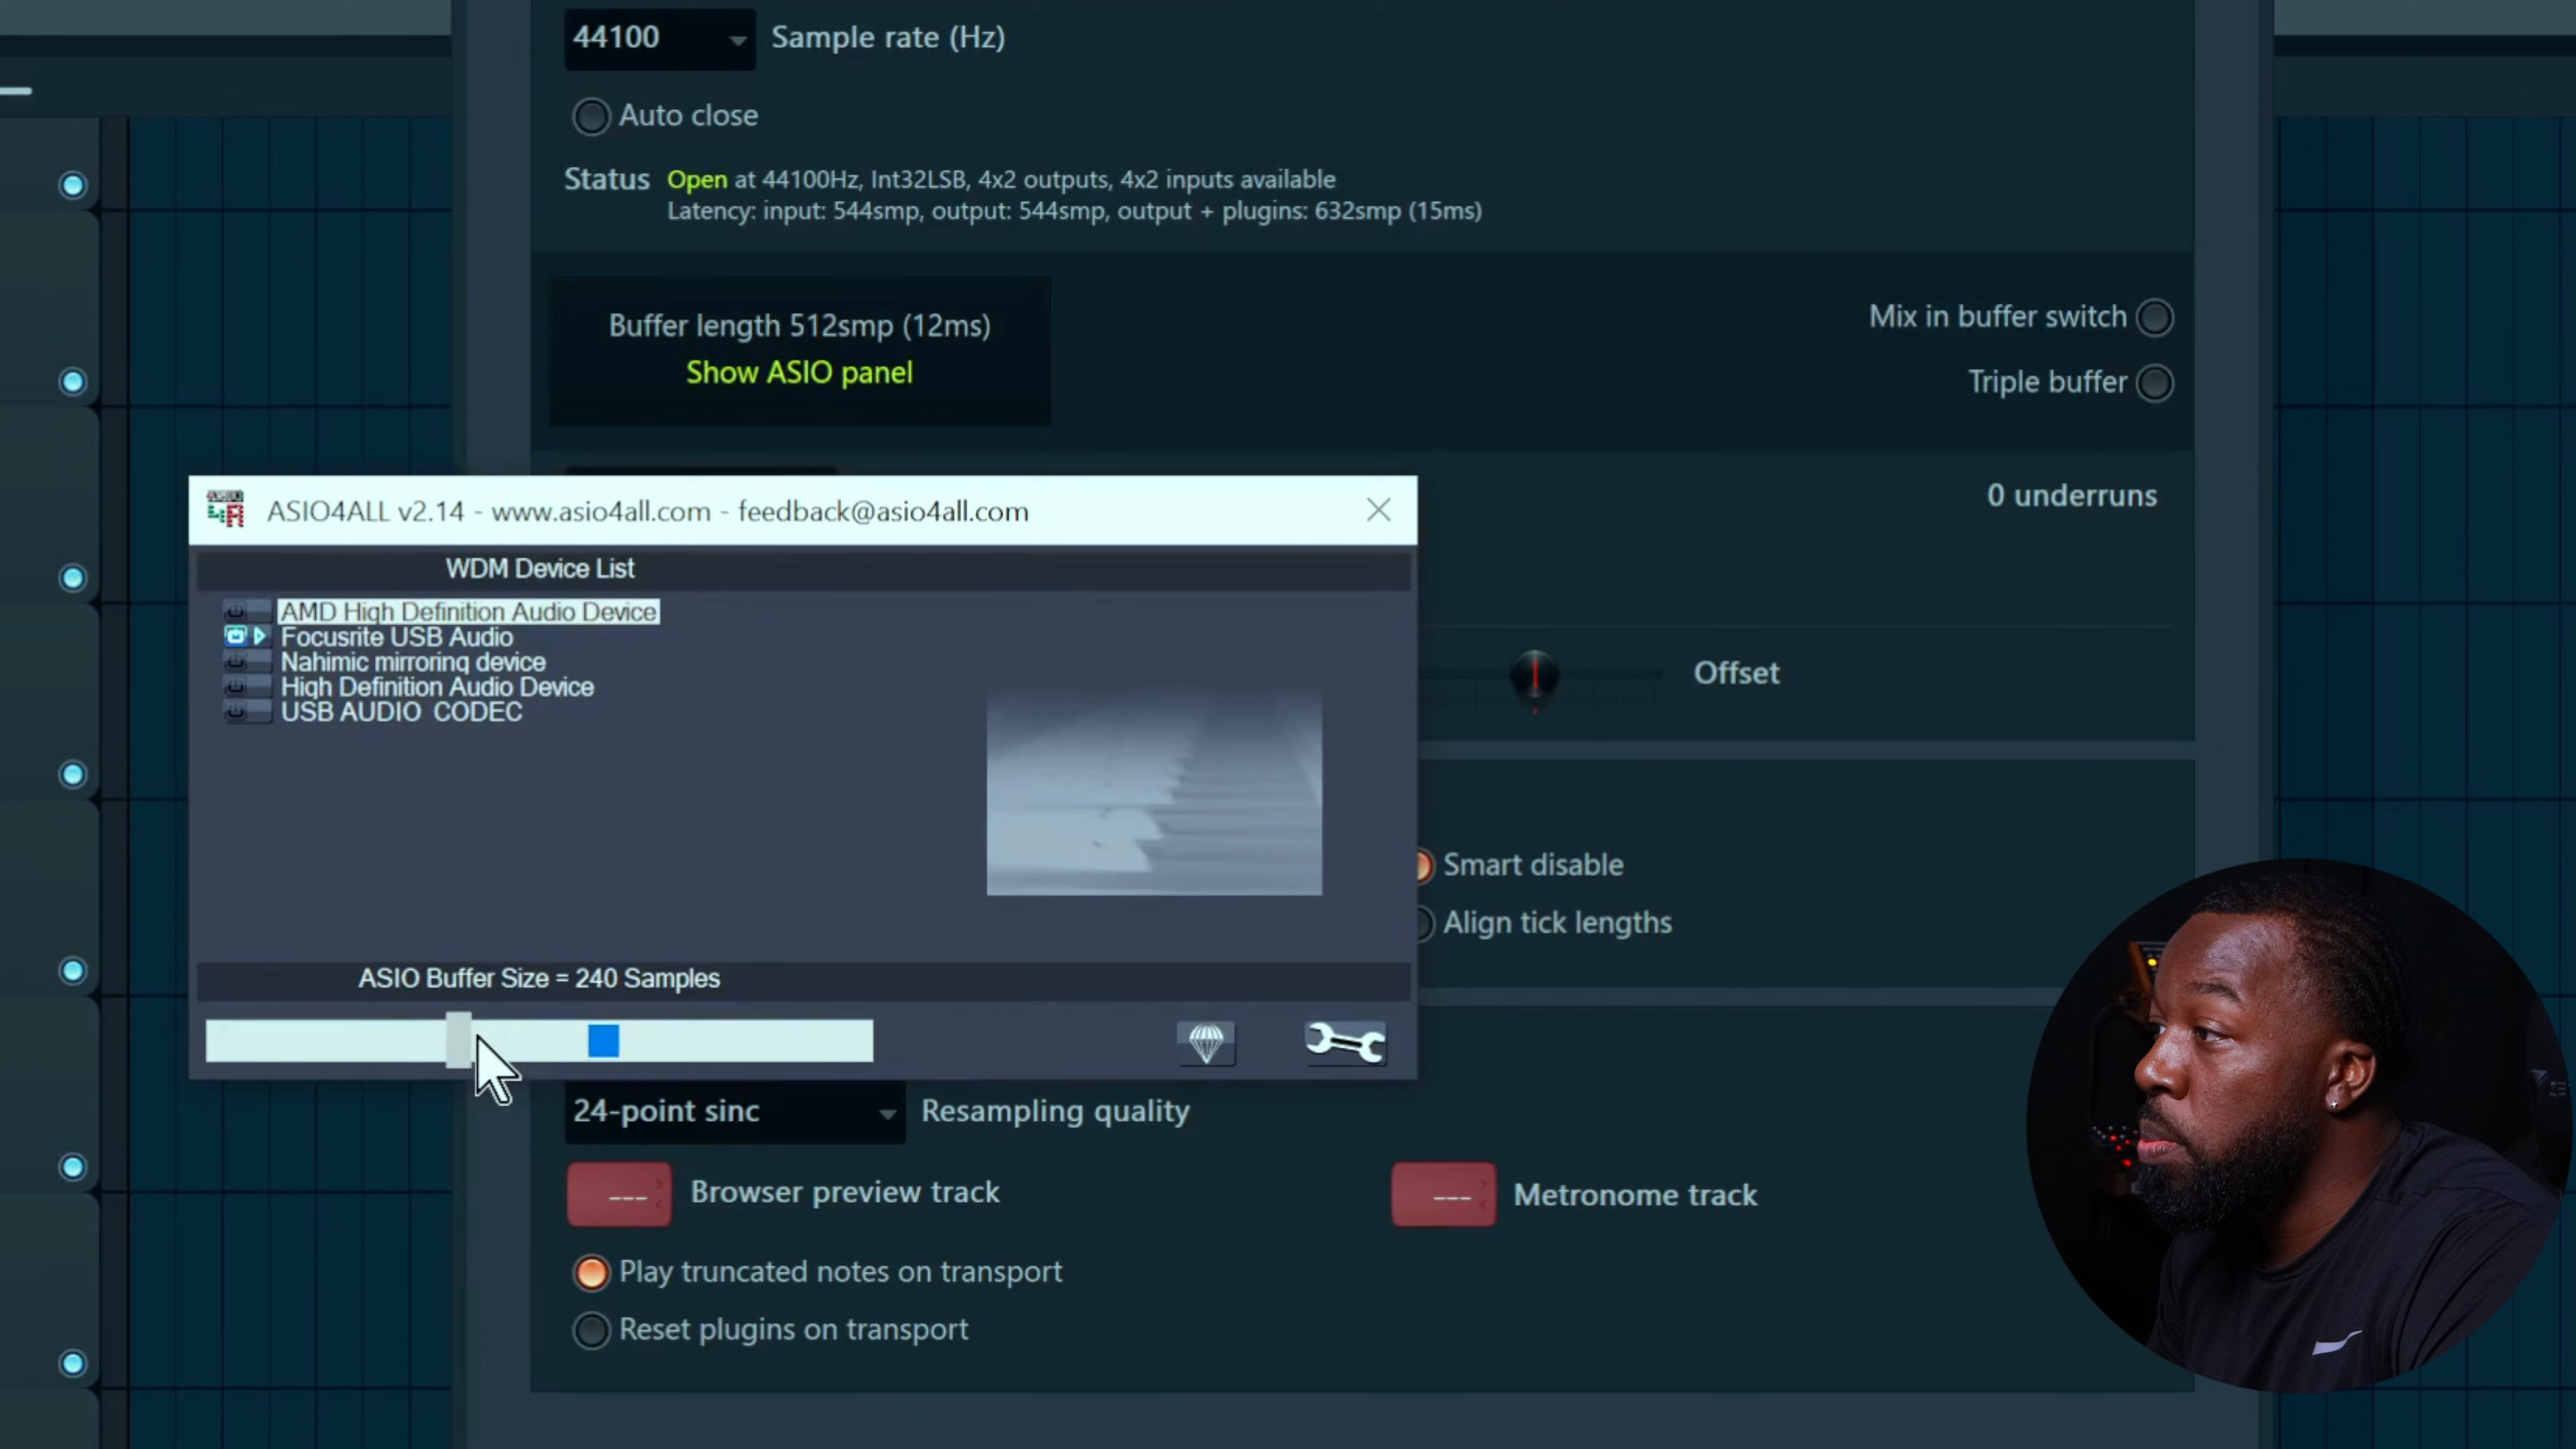 44100 Sample rate (Hz)
Auto close
Status Open at 44100Hz, Int32LSB, 4x2 outputs, 4x2 inputs available
Latency: input: 544smp, output: 544smp, output + plugins: 632smp (15ms)
Buffer length 512smp (12ms)
Show ASIO panel
Mix in buffer switch
Triple buffer
0 underruns
ASIO4ALL v2.14 - www.asio4all.com - feedback@asio4all.com
WDM Device List
AMD High Definition Audio Device
Focusrite USB Audio
Nahimic mirroring device
High Definition Audio Device
USB AUDIO CODEC
Offset
Smart disable
Align tick lengths
ASIO Buffer Size = 240 Samples
24-point sinc Resampling quality
--- Browser preview track
--- Metronome track
Play truncated notes on transport
Reset plugins on transport